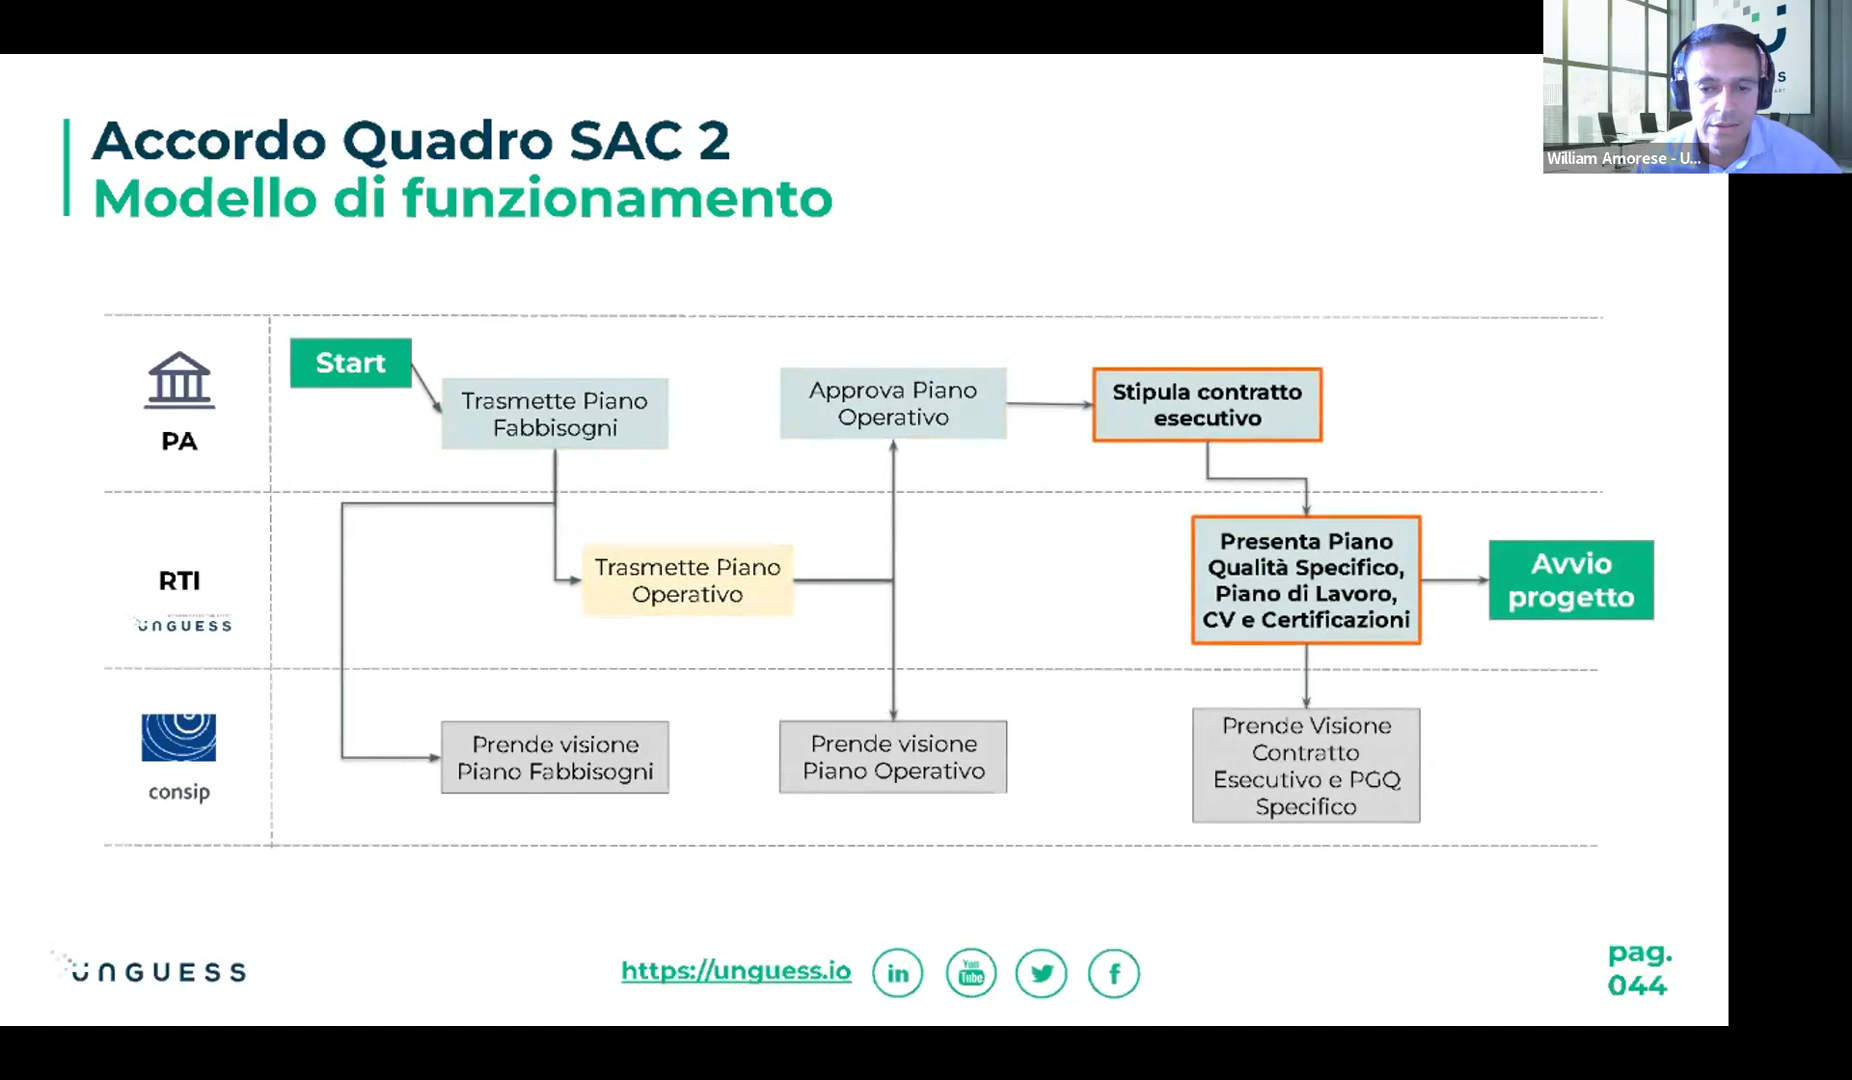 William Amorese - U...
Accordo Quadro SAC 2
Modello di funzionamento
PA
Start
Trasmette Piano
Fabbisogni
Approva Piano
Operativo
Stipula contratto
esecutivo
RTI
UNGUESS
Trasmette Piano
Operativo
Presenta Piano
Qualità Specifico,
Piano di Lavoro,
CV e Certificazioni
Avvio
progetto
consip
Prende visione
Piano Fabbisogni
Prende visione
Piano Operativo
Prende Visione
Contratto
Esecutivo e PGQ
Specifico
UNGUESS
https://unguess.io
in
You
Tube
f
pag.
044